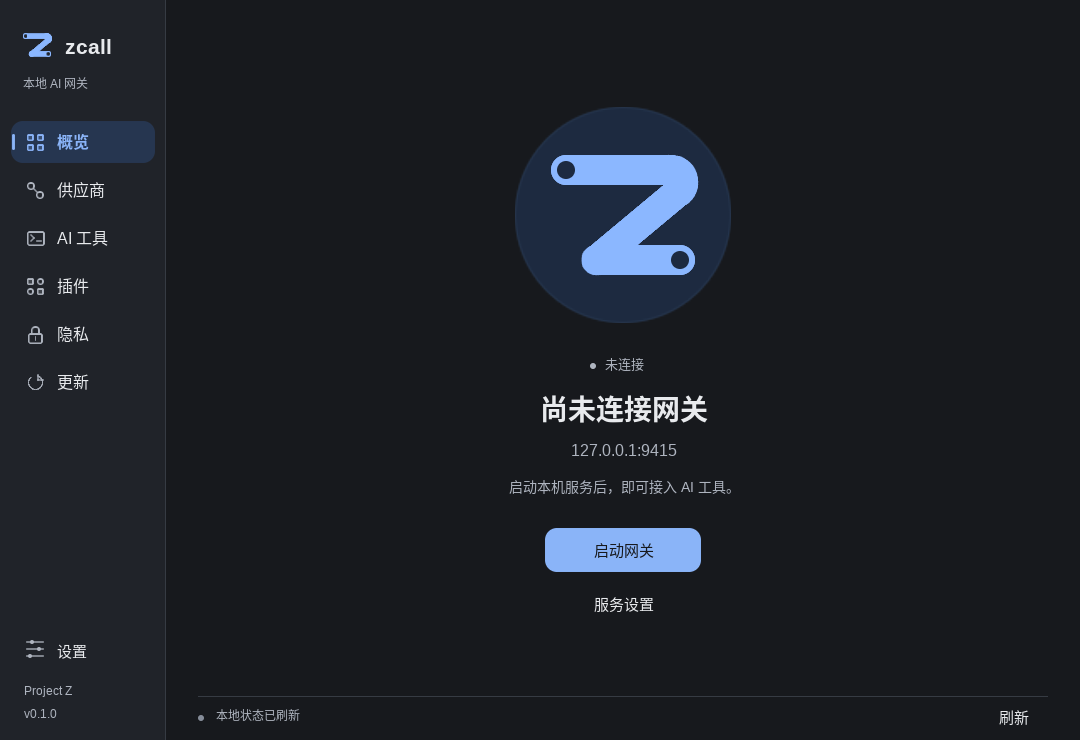 zcall
本地 AI 网关
概览
供应商
AI 工具
插件
隐私
更新
设置
Project Z
v0.1.0
未连接
尚未连接网关
127.0.0.1:9415
启动本机服务后，即可接入 AI 工具。
启动网关
服务设置
本地状态已刷新
刷新